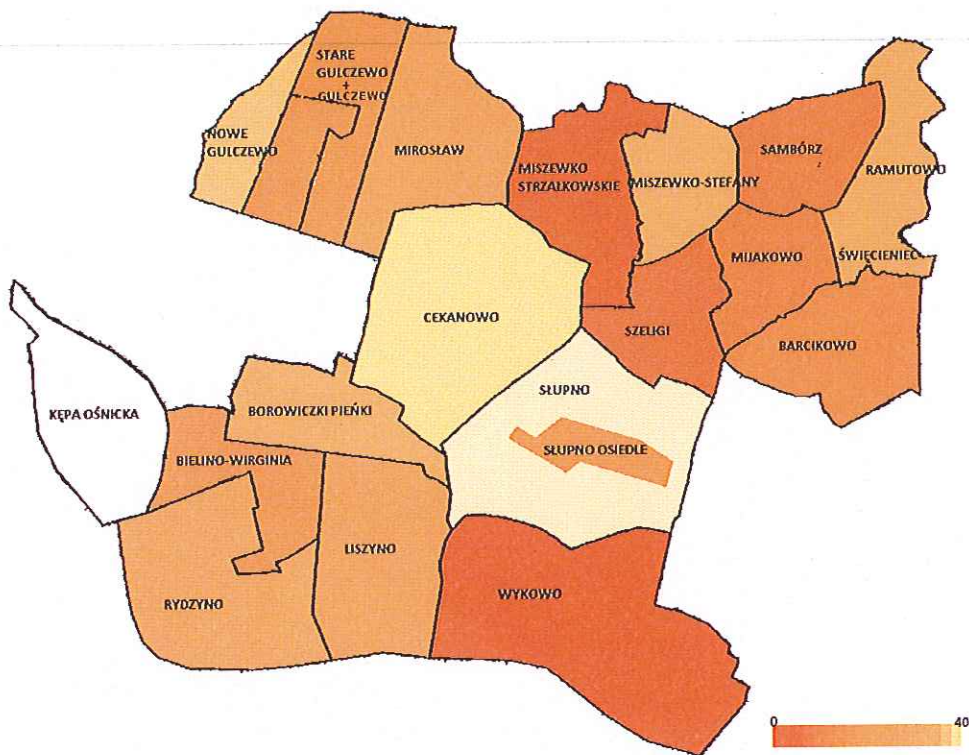 STARE
GULCZEWO
+
GULCZEWO
NOWE
GULCZEWO
MIROSŁAW
MISZEWKO
STRZAŁKOWSKIE
MISZEWKO-STEFANY
SAMBÓRZ
RAMUTOWO
MIJAKOWO
ŚWIĘCIENIEC
CEKANOWO
SZELIGI
BARCIKOWO
KĘPA OŚNICKA
BOROWICZKI PIEŃKI
SŁUPNO
SŁUPNO OSIEDLE
BIELINO-WIRGINIA
LISZYNO
RYDZYNO
WYKOWO
0 40